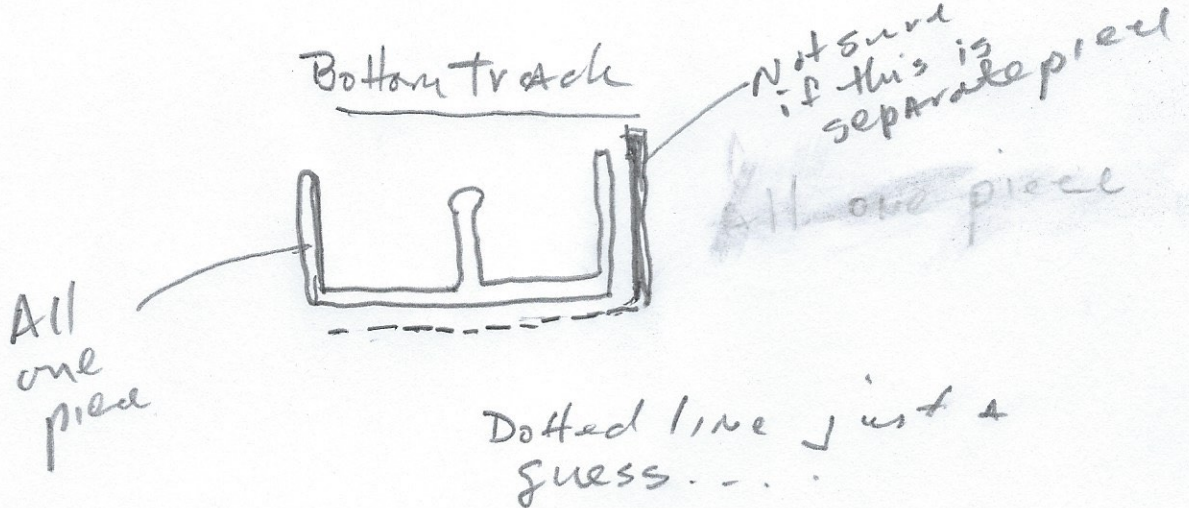 Bottom Track
Not sure
if this is
separate piece
All one piece
All
one
piece
Dotted line just a
guess....